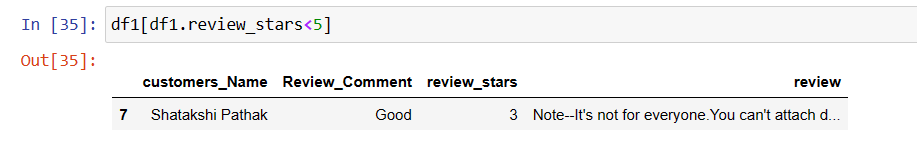 In [35]: df1[df1.review_stars<5]
Out[35]:
customers_Name Review_Comment review_stars review
7 Shatakshi Pathak Good 3 Note--It's not for everyone.You can't attach d...